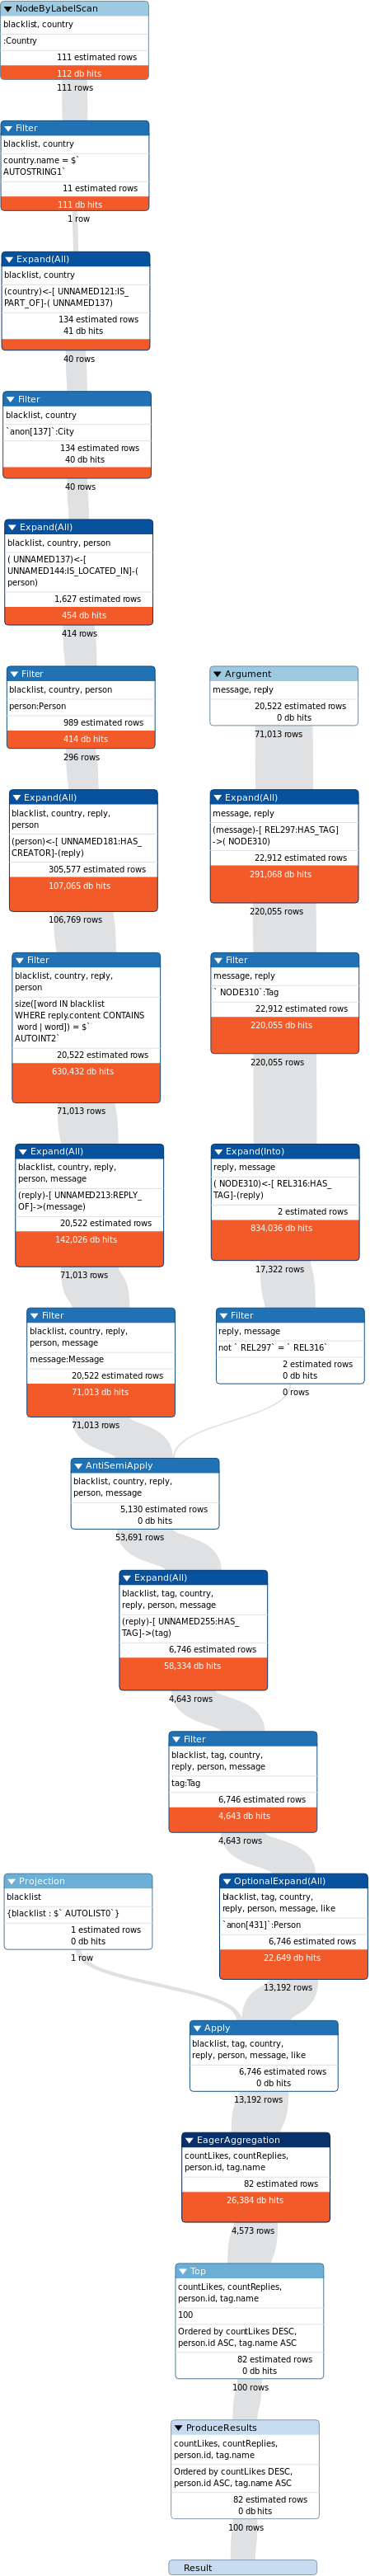 NodeByLabelScan
blacklist, country
:Country
111 estimated rows
112 db hits
111 rows
Filter
blacklist, country
country.name = $`
AUTOSTRING1`
11 estimated rows
111 db hits
1 row
Expand(All)
blacklist, country
(country)<-[ UNNAMED121:IS_
PART_OF]-( UNNAMED137)
134 estimated rows
41 db hits
40 rows
Filter
blacklist, country
`anon[137]`:City
134 estimated rows
40 db hits
40 rows
Expand(All)
blacklist, country, person
( UNNAMED137)<-[
UNNAMED144:IS_LOCATED_IN]-(
person)
1,627 estimated rows
454 db hits
414 rows
Filter
blacklist, country, person
person:Person
989 estimated rows
414 db hits
296 rows
Argument
message, reply
20,522 estimated rows
0 db hits
71,013 rows
Expand(All)
blacklist, country, reply,
person
(person)<-[ UNNAMED181:HAS_
CREATOR]-(reply)
305,577 estimated rows
107,065 db hits
106,769 rows
Expand(All)
message, reply
(message)-[ REL297:HAS_TAG]
->( NODE310)
22,912 estimated rows
291,068 db hits
220,055 rows
Filter
blacklist, country, reply,
person
size([word IN blacklist
WHERE reply.content CONTAINS
word | word]) = $`
AUTOINT2`
20,522 estimated rows
630,432 db hits
71,013 rows
Filter
message, reply
` NODE310`:Tag
22,912 estimated rows
220,055 db hits
220,055 rows
Expand(All)
blacklist, country, reply,
person, message
(reply)-[ UNNAMED213:REPLY_
OF]->(message)
20,522 estimated rows
142,026 db hits
71,013 rows
Expand(Into)
reply, message
( NODE310)<-[ REL316:HAS_
TAG]-(reply)
2 estimated rows
834,036 db hits
17,322 rows
Filter
blacklist, country, reply,
person, message
message:Message
20,522 estimated rows
71,013 db hits
71,013 rows
Filter
reply, message
not ` REL297` = ` REL316`
2 estimated rows
0 db hits
0 rows
AntiSemiApply
blacklist, country, reply,
person, message
5,130 estimated rows
0 db hits
53,691 rows
Expand(All)
blacklist, tag, country,
reply, person, message
(reply)-[ UNNAMED255:HAS_
TAG]->(tag)
6,746 estimated rows
58,334 db hits
4,643 rows
Filter
blacklist, tag, country,
reply, person, message
tag:Tag
6,746 estimated rows
4,643 db hits
4,643 rows
Projection
blacklist
{blacklist : $` AUTOLIST0`}
1 estimated rows
0 db hits
1 row
OptionalExpand(All)
blacklist, tag, country,
reply, person, message, like
`anon[431]`:Person
6,746 estimated rows
22,649 db hits
13,192 rows
Apply
blacklist, tag, country,
reply, person, message, like
6,746 estimated rows
0 db hits
13,192 rows
EagerAggregation
countLikes, countReplies,
person.id, tag.name
82 estimated rows
26,384 db hits
4,573 rows
Top
countLikes, countReplies,
person.id, tag.name
100
Ordered by countLikes DESC,
person.id ASC, tag.name ASC
82 estimated rows
0 db hits
100 rows
ProduceResults
countLikes, countReplies,
person.id, tag.name
Ordered by countLikes DESC,
person.id ASC, tag.name ASC
82 estimated rows
0 db hits
100 rows
Result